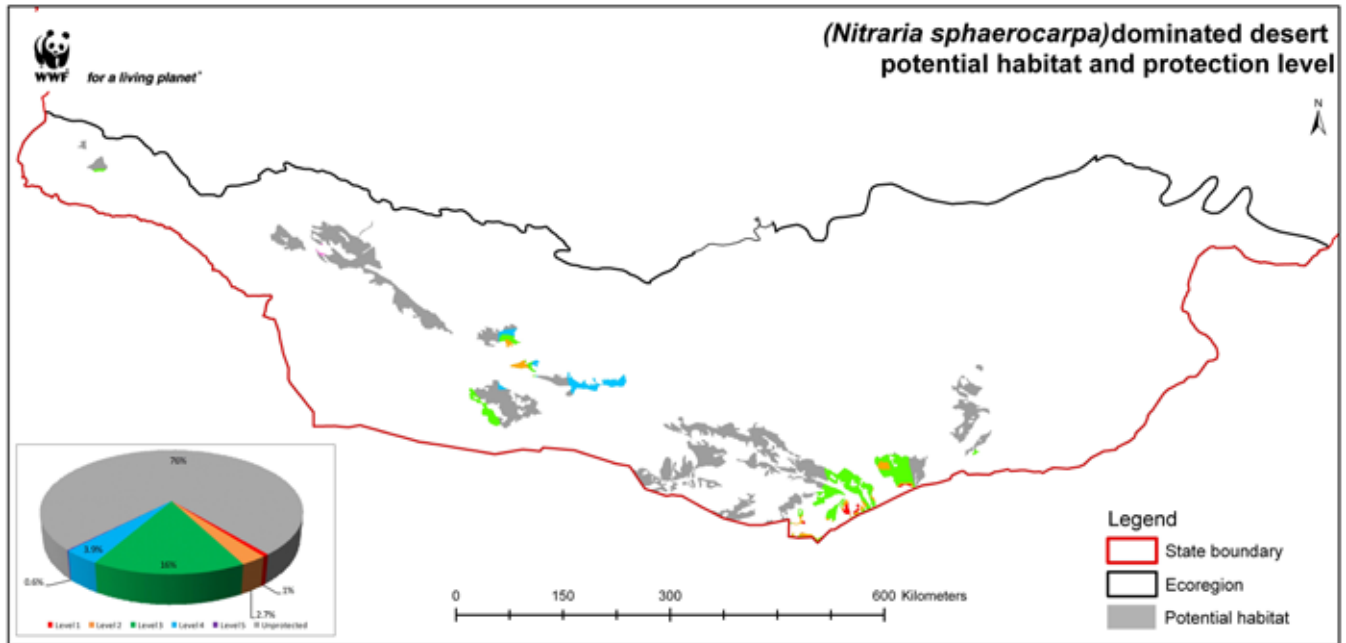 (Nitraria sphaerocarpa)dominated desert
potential habitat and protection level
WWF
for a living planet®
N
76%
3.9%
16%
0.6%
1%
2.7%
Level 1 Level 2 Level 3 Level 4 Level 5 Unprotected
0 300 600 Kilometers
Legend
State boundary
Ecoregion
Potential habitat